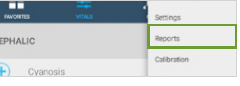 FAVORITES VITALS
Settings
Reports
EPHALIC
Calibration
Cyanosis